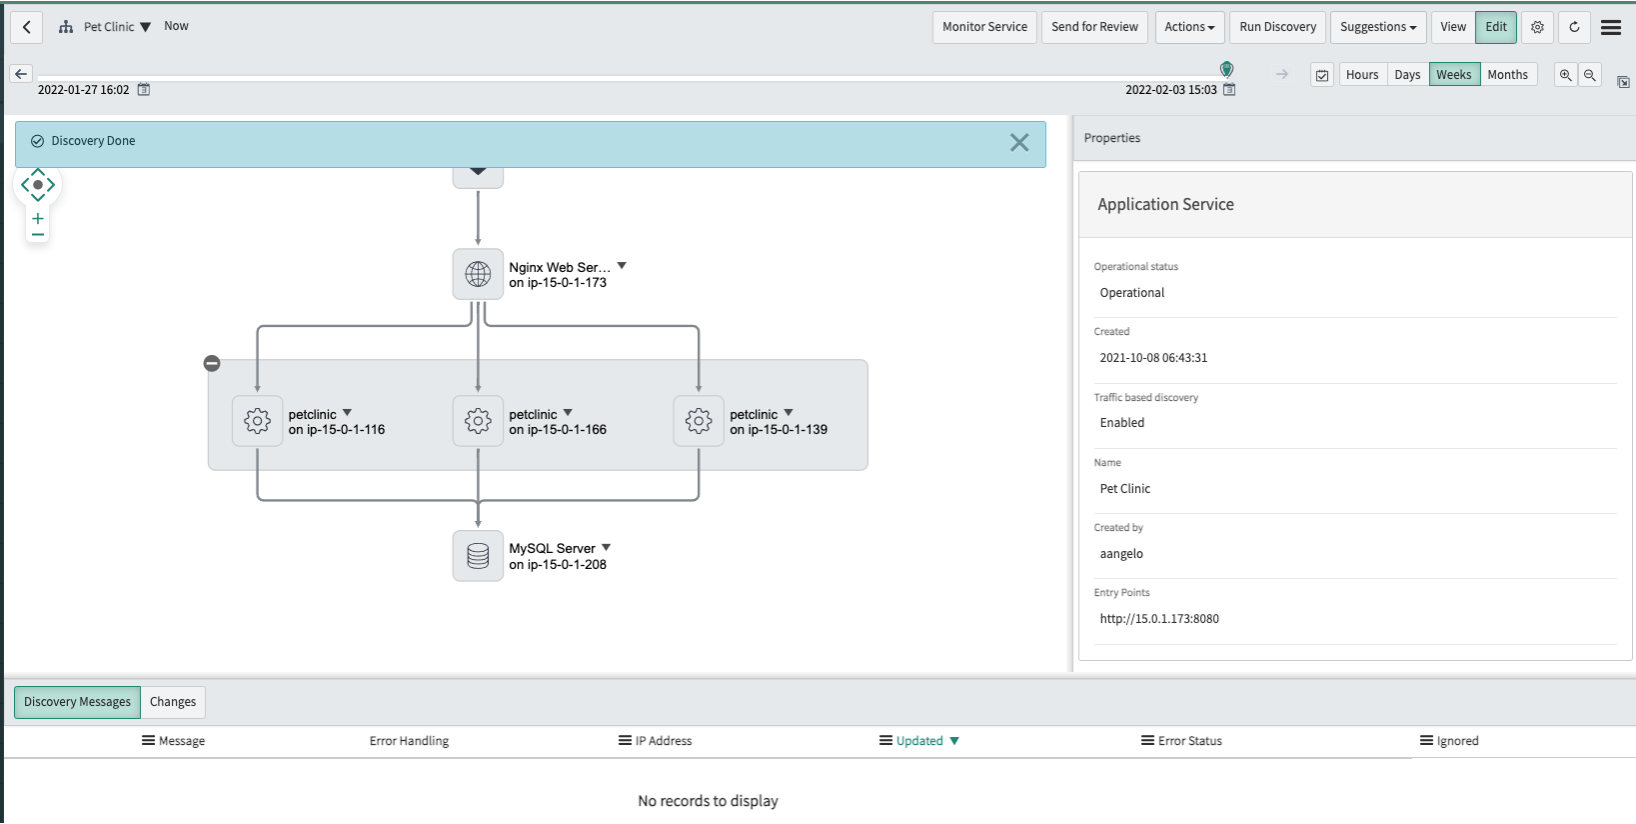 Pet Clinic Now
Monitor Service Send for Review Actions Run Discovery Suggestions View Edit
2022-01-27 16:02
2022-02-03 15:03
Hours Days Weeks Months
Discovery Done
Nginx Web Ser...
on ip-15-0-1-173
petclinic
on ip-15-0-1-116
petclinic
on ip-15-0-1-166
petclinic
on ip-15-0-1-139
MySQL Server
on ip-15-0-1-208
Properties
Application Service
Operational status
Operational
Created
2021-10-08 06:43:31
Traffic based discovery
Enabled
Name
Pet Clinic
Created by
aangelo
Entry Points
http://15.0.1.173:8080
Discovery Messages Changes
Message Error Handling IP Address Updated Error Status Ignored
No records to display